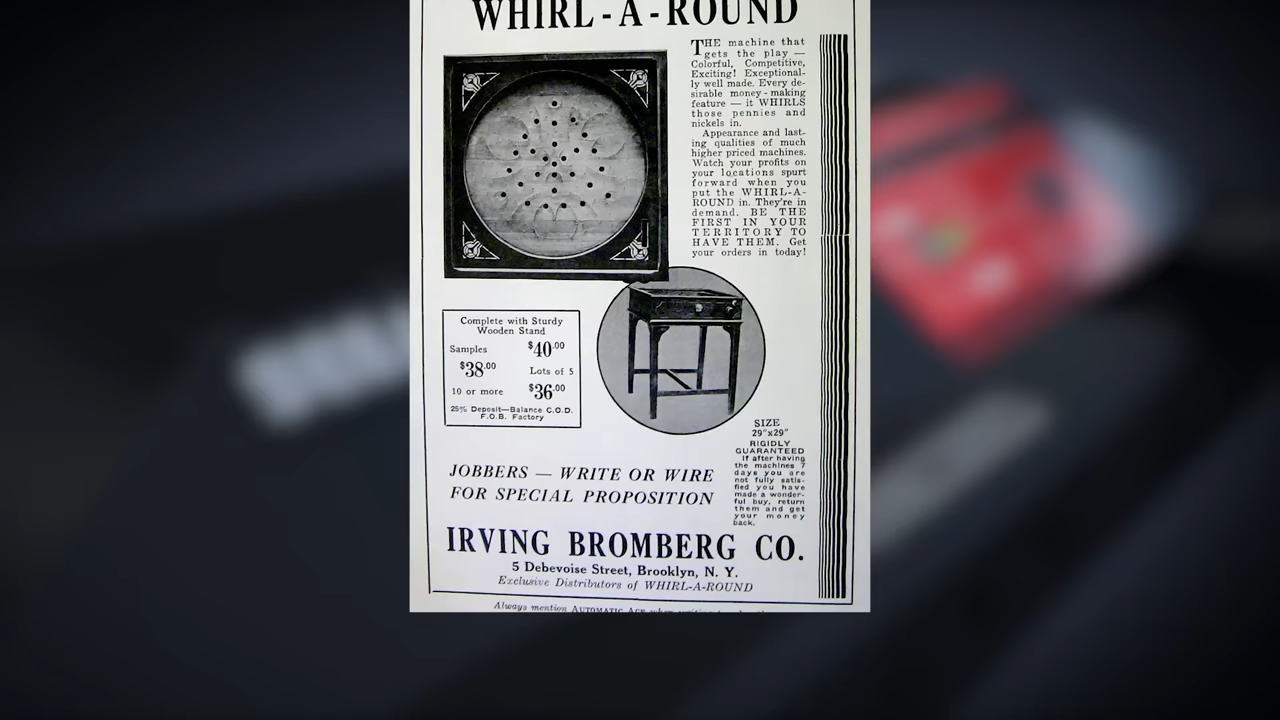 WHIRL-A-ROUND
THE machine that
gets the play —
Colorful, Competitive,
Exciting! Exceptional-
ly well made. Every de-
sirable money-making
feature — it WHIRLS
those pennies and
nickels in.
Appearance and last-
ing qualities of much
higher priced machines.
Watch your profits on
your locations spurt
forward when you
put the WHIRL-A-
ROUND in. They're in
demand. BE THE
FIRST IN YOUR
TERRITORY TO
HAVE THEM. Get
your orders in today!
Complete with Sturdy
Wooden Stand
Samples $40.00
$38.00 Lots of 5
10 or more $36.00
25% Deposit—Balance C.O.D.
F.O.B. Factory
SIZE
29"x29"
RIGIDLY
GUARANTEED
If after having
the machines 7
days you are
not fully satis-
fied you have
made a wonder-
ful buy, return
them and get
your money
back.
JOBBERS — WRITE OR WIRE
FOR SPECIAL PROPOSITION
IRVING BROMBERG CO.
5 Debevoise Street, Brooklyn, N. Y.
Exclusive Distributors of WHIRL-A-ROUND
Always mention AUTOMATIC AGE when writing